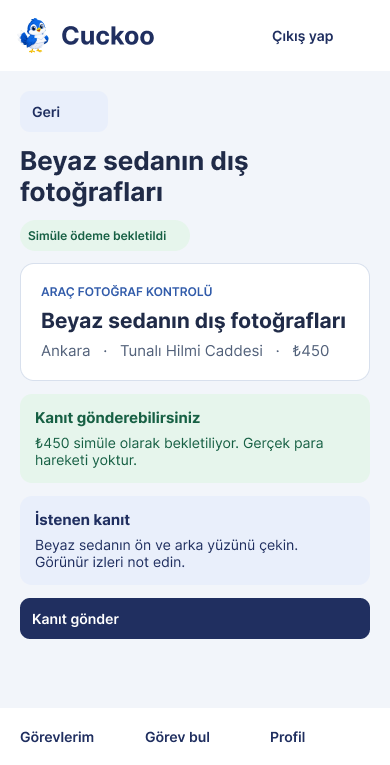 Cuckoo
Çıkış yap
Geri
Beyaz sedanın dış
fotoğrafları
Simüle ödeme bekletildi
ARAÇ FOTOĞRAF KONTROLÜ
Beyaz sedanın dış fotoğrafları
Ankara · Tunalı Hilmi Caddesi · ₺450
Kanıt gönderebilirsiniz
₺450 simüle olarak bekletiliyor. Gerçek para
hareketi yoktur.
İstenen kanıt
Beyaz sedanın ön ve arka yüzünü çekin.
Görünür izleri not edin.
Kanıt gönder
Görevlerim
Görev bul
Profil